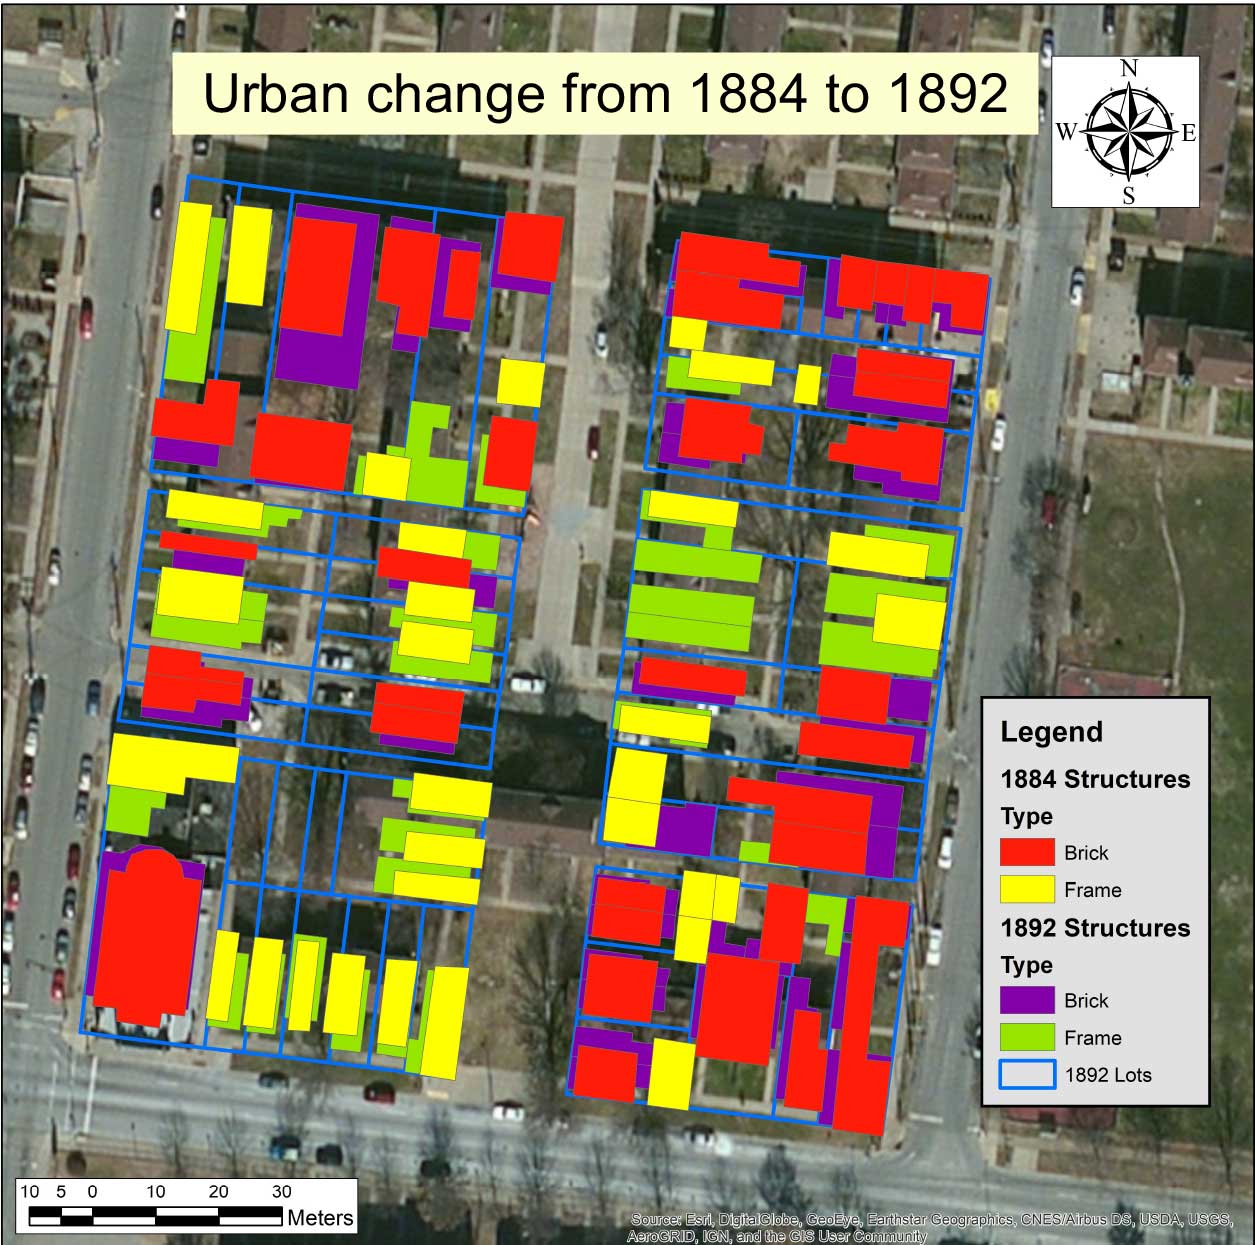 Urban change from 1884 to 1892
N
W E
S
Legend
1884 Structures
Type
Brick
Frame
1892 Structures
Type
Brick
Frame
1892 Lots
10 5 0 10 20 30
Meters
Source: Esri, DigitalGlobe, GeoEye, Earthstar Geographics, CNES/Airbus DS, USDA, USGS,
AeroGRID, IGN, and the GIS User Community